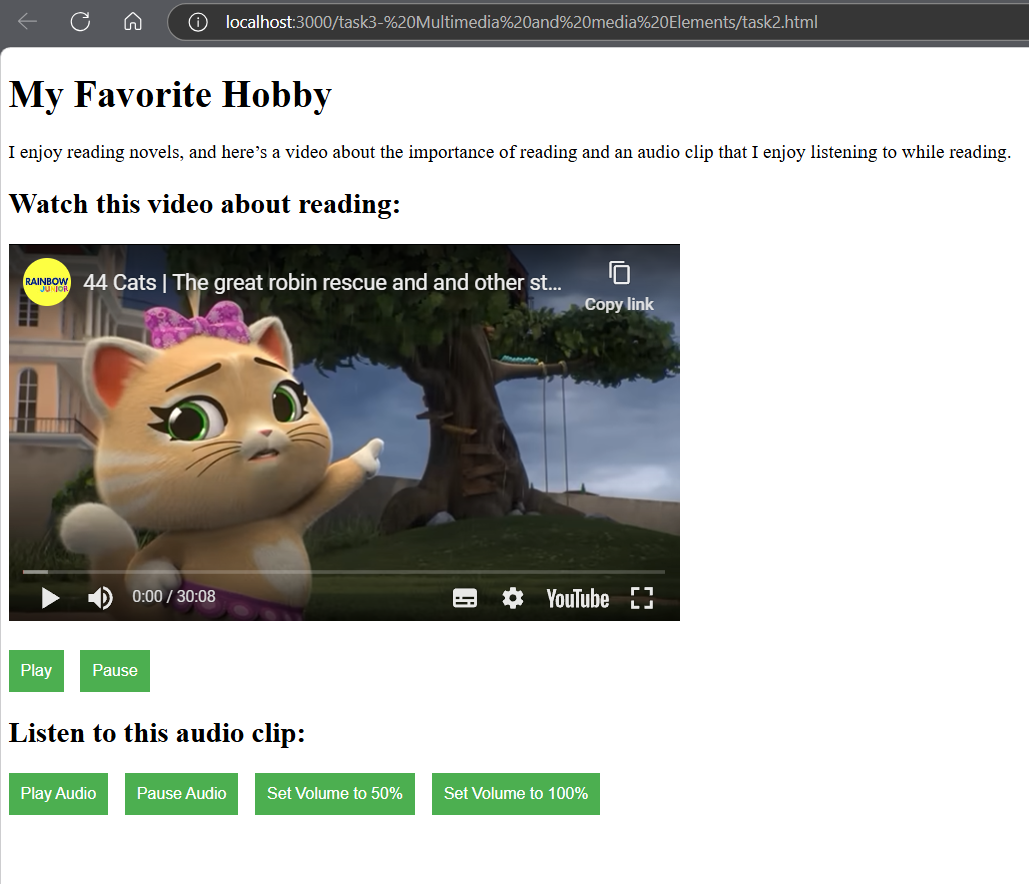 localhost:3000/task3-%20Multimedia%20and%20media%20Elements/task2.html
My Favorite Hobby
I enjoy reading novels, and here’s a video about the importance of reading and an audio clip that I enjoy listening to while reading.
Watch this video about reading:
RAINBOW
JUNIOR
44 Cats | The great robin rescue and and other st...
Copy link
0:00 / 30:08
YouTube
Play
Pause
Listen to this audio clip:
Play Audio
Pause Audio
Set Volume to 50%
Set Volume to 100%